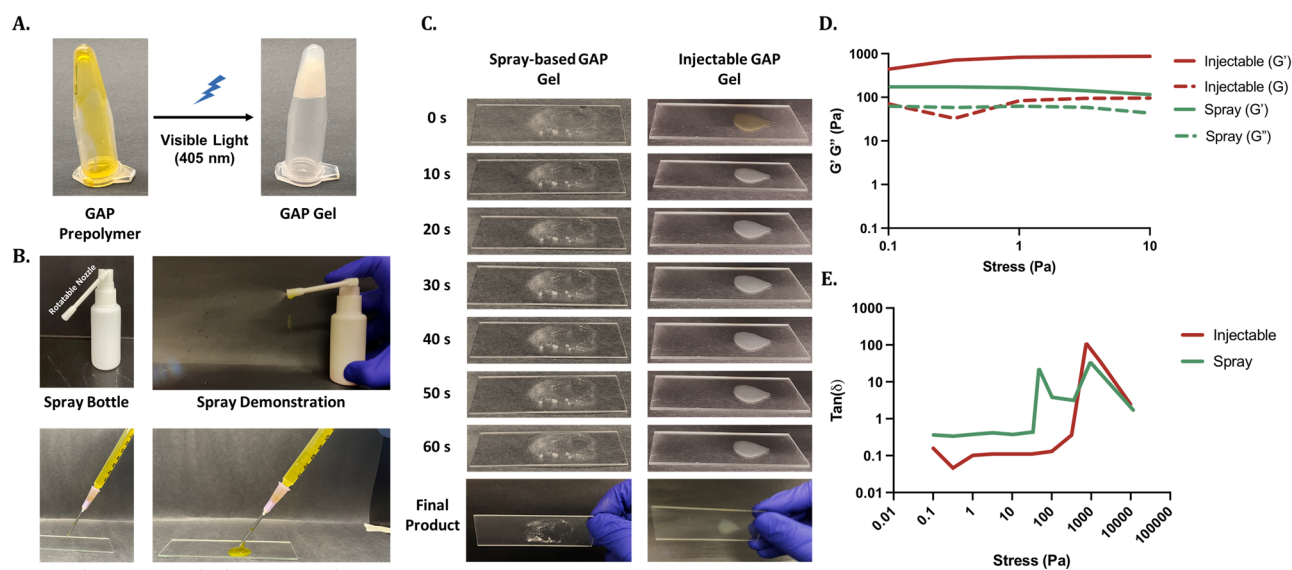 A.
Visible Light
(405 nm)
GAP
Prepolymer
GAP Gel
B.
Rotatable Nozzle
Spray Bottle
Spray Demonstration
C.
Spray-based GAP
Gel
Injectable GAP
Gel
0 s
10 s
20 s
30 s
40 s
50 s
60 s
Final
Product
D.
G' G" (Pa)
1000
100
10
1
0.1
0.1
1
10
Stress (Pa)
Injectable (G')
Injectable (G)
Spray (G')
Spray (G")
E.
Tan(δ)
1000
100
10
1
0.1
0.01
0.01
0.1
1
10
100
1000
10000
100000
Stress (Pa)
Injectable
Spray